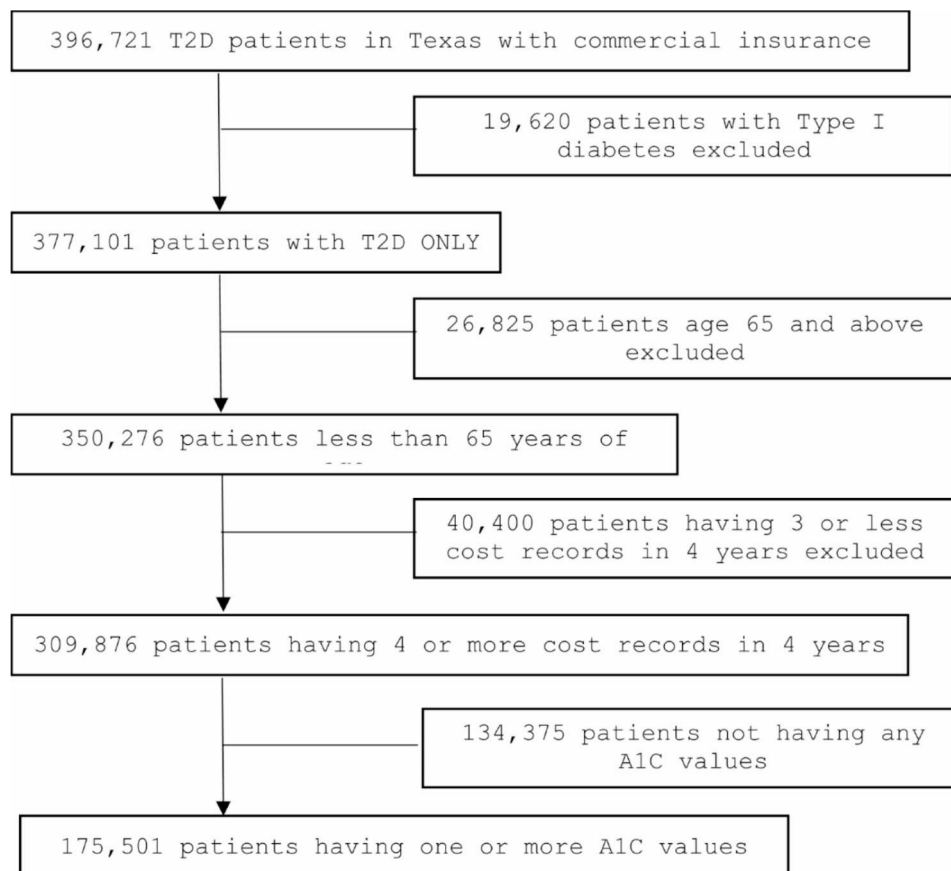 396,721 T2D patients in Texas with commercial insurance
19,620 patients with Type I
diabetes excluded
377,101 patients with T2D ONLY
26,825 patients age 65 and above
excluded
350,276 patients less than 65 years of
40,400 patients having 3 or less
cost records in 4 years excluded
309,876 patients having 4 or more cost records in 4 years
134,375 patients not having any
A1C values
175,501 patients having one or more A1C values